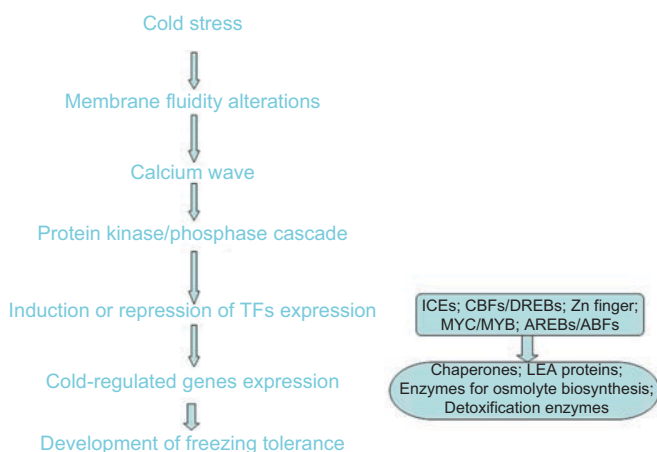 Cold stress
Membrane fluidity alterations
Calcium wave
Protein kinase/phosphase cascade
Induction or repression of TFs expression
Cold-regulated genes expression
Development of freezing tolerance
ICEs; CBFs/DREBs; Zn finger;
MYC/MYB; AREBs/ABFs
Chaperones; LEA proteins;
Enzymes for osmolyte biosynthesis;
Detoxification enzymes